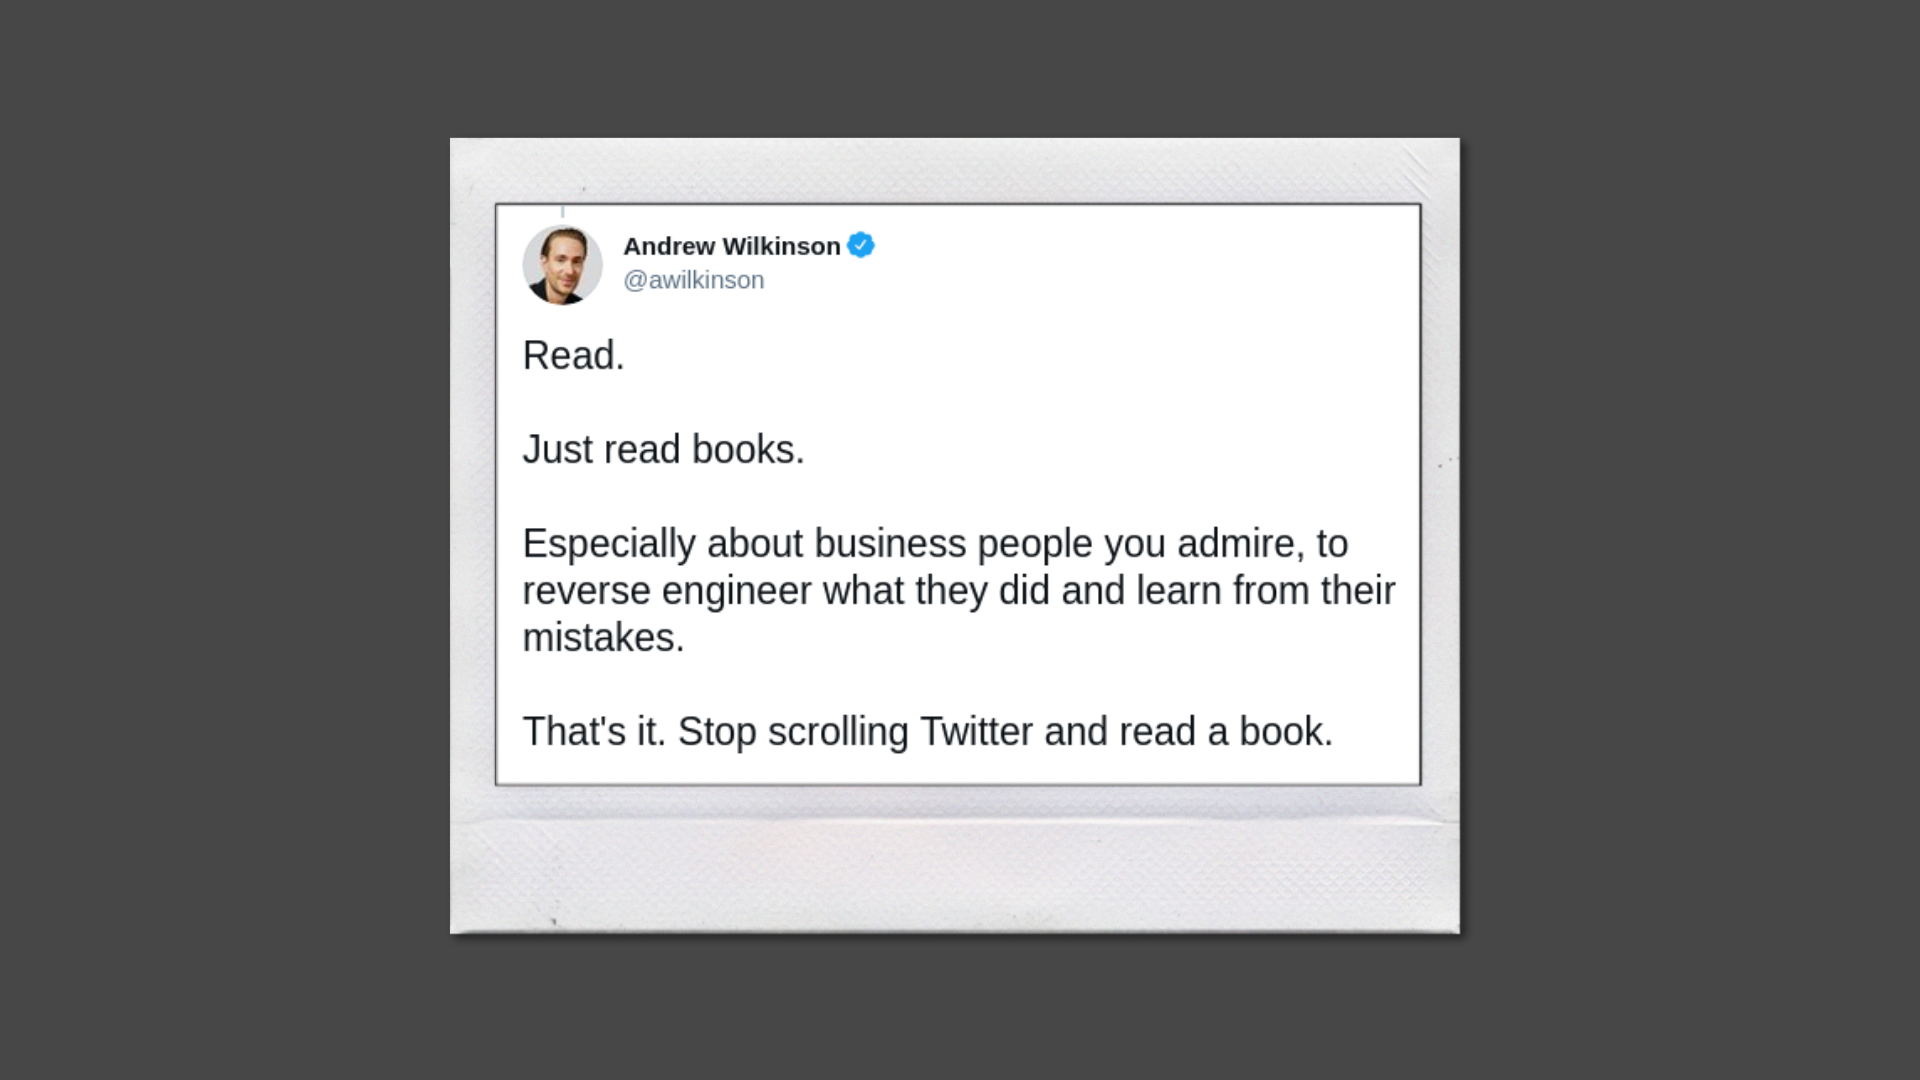 Andrew Wilkinson
@awilkinson
Read.
Just read books.
Especially about business people you admire, to
reverse engineer what they did and learn from their
mistakes.
That's it. Stop scrolling Twitter and read a book.